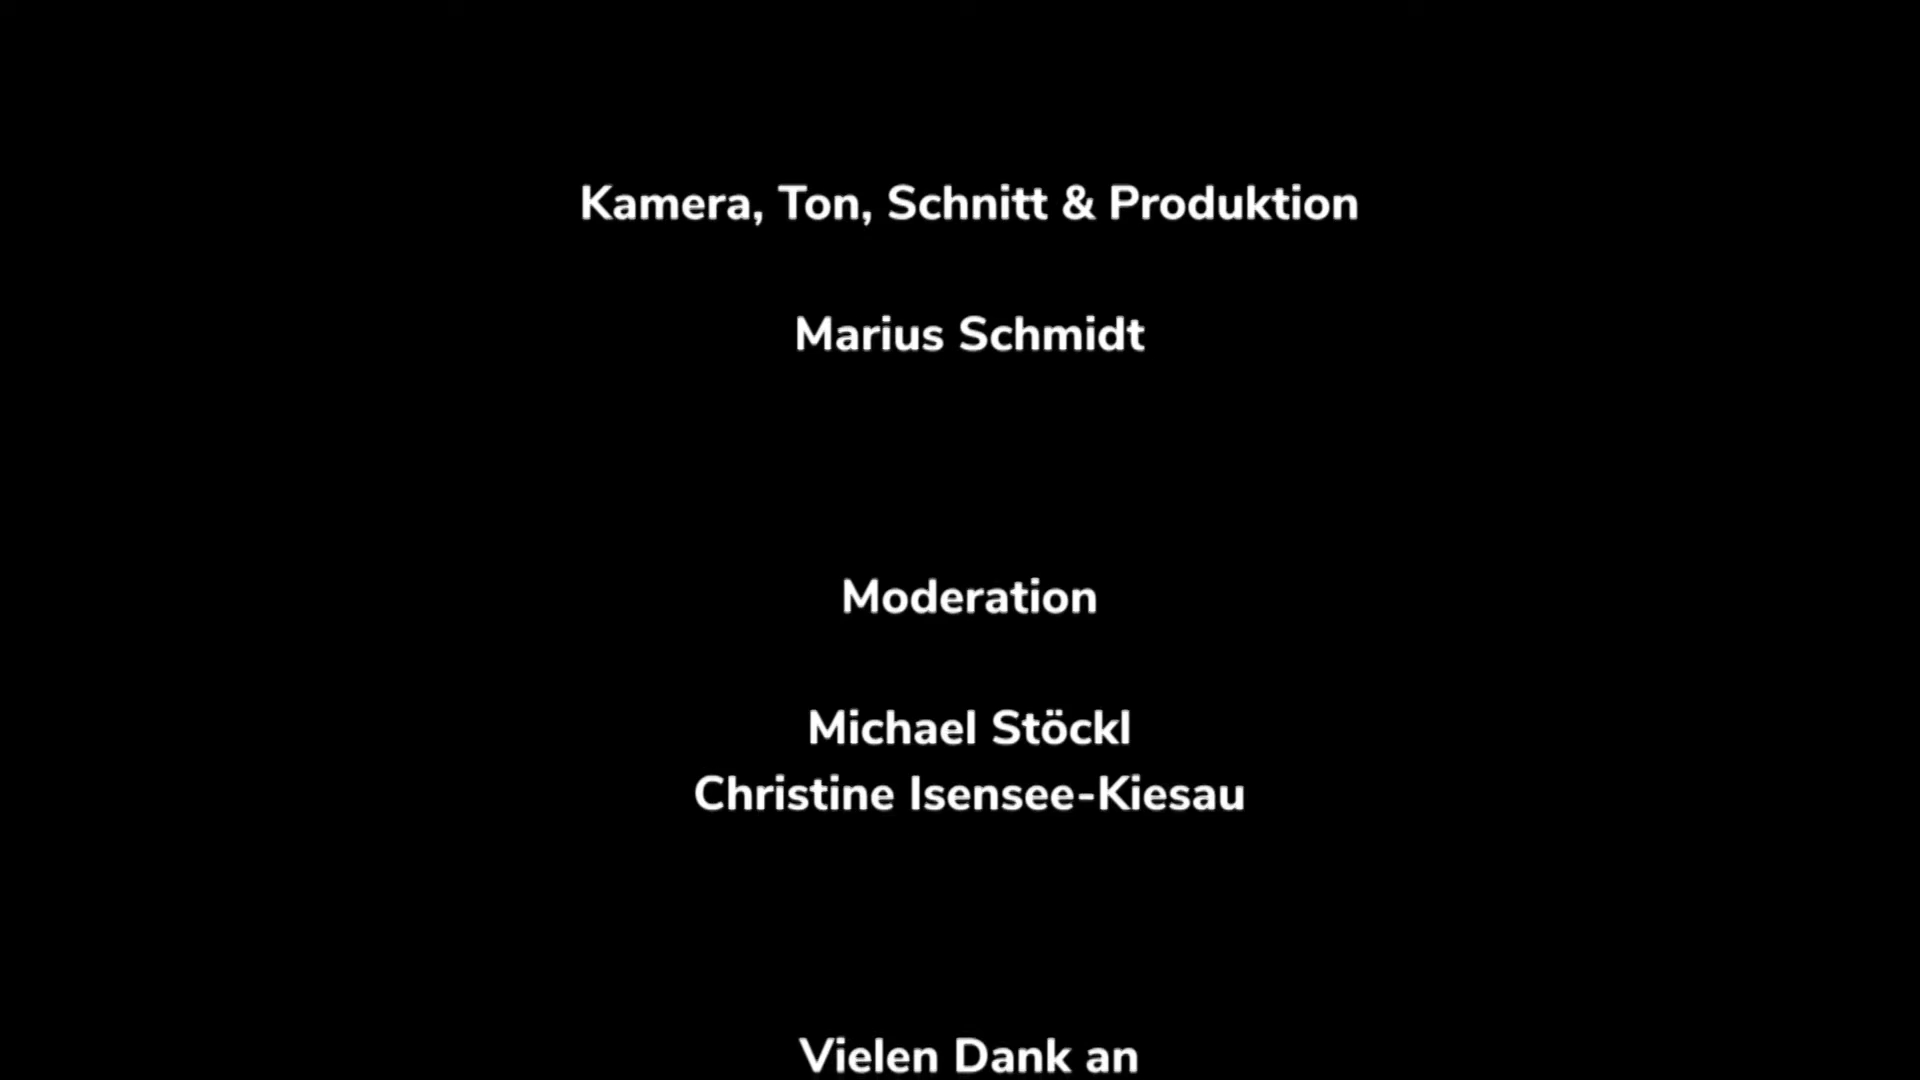 Kamera, Ton, Schnitt & Produktion
Marius Schmidt
Moderation
Michael Stöckl
Christine Isensee-Kiesau
Vielen Dank an